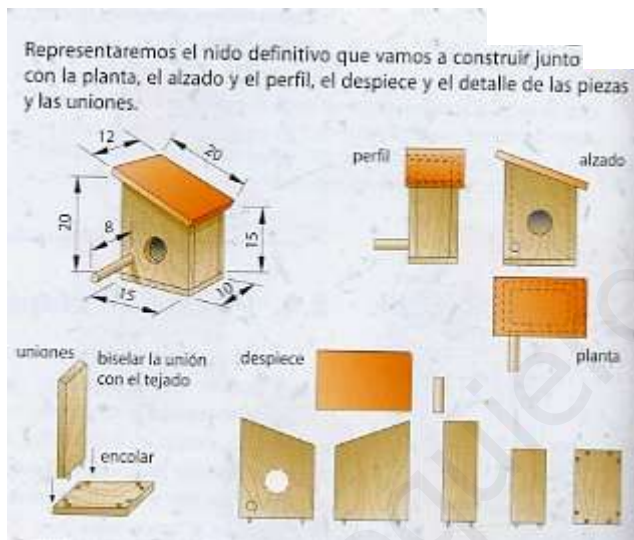 Representaremos el nido definitivo que vamos a construir junto
con la planta, el alzado y el perfil, el despiece y el detalle de las piezas
y las uniones.
12
20
20
8
15
15
10
perfil
alzado
planta
uniones
biselar la unión
con el tejado
encolar
despiece